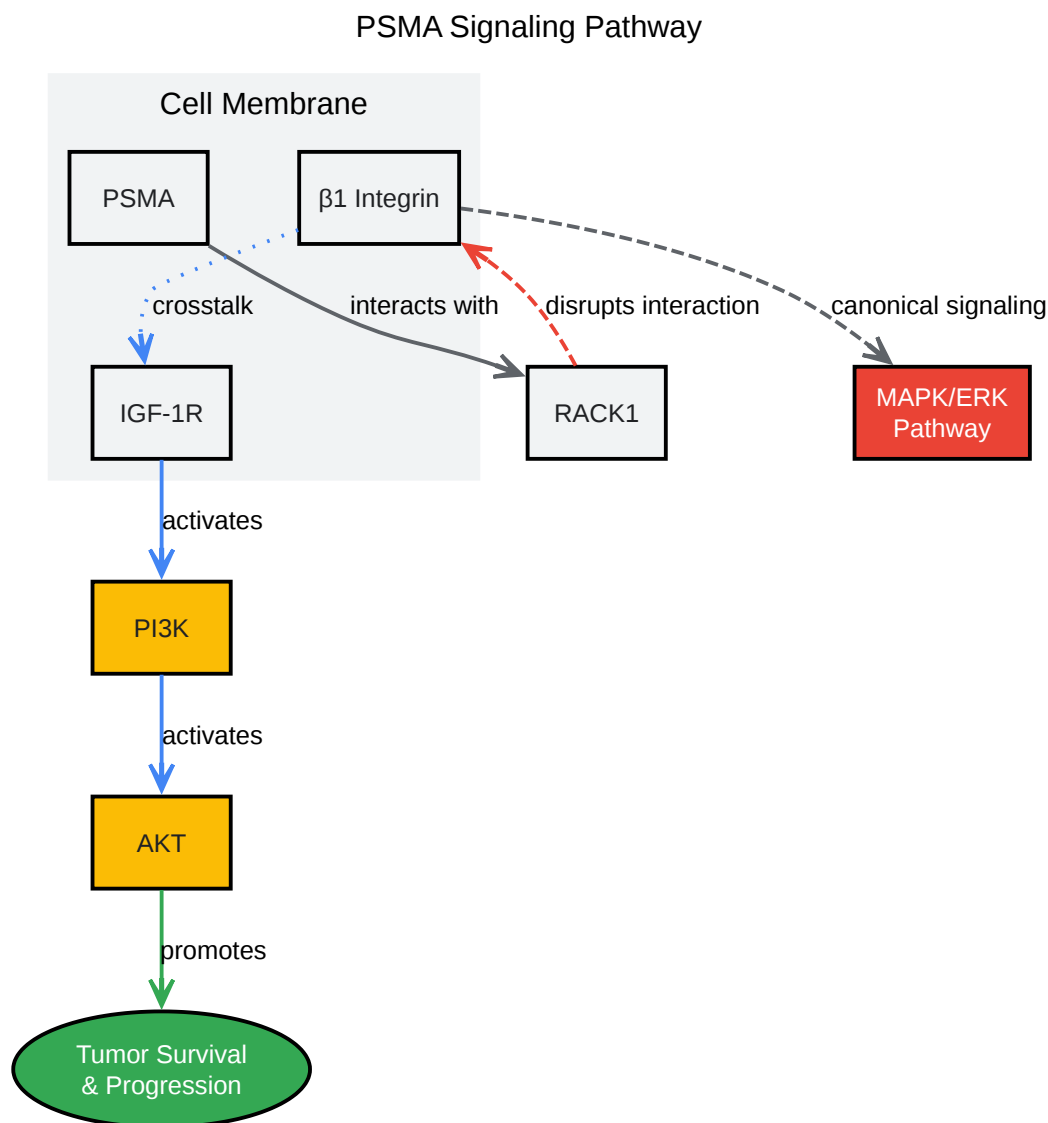 PSMA Signaling Pathway
Cell Membrane
PSMA
β1 Integrin
crosstalk
interacts with
disrupts interaction
canonical signaling
IGF-1R
RACK1
MAPK/ERK
Pathway
activates
PI3K
activates
AKT
promotes
Tumor Survival
& Progression